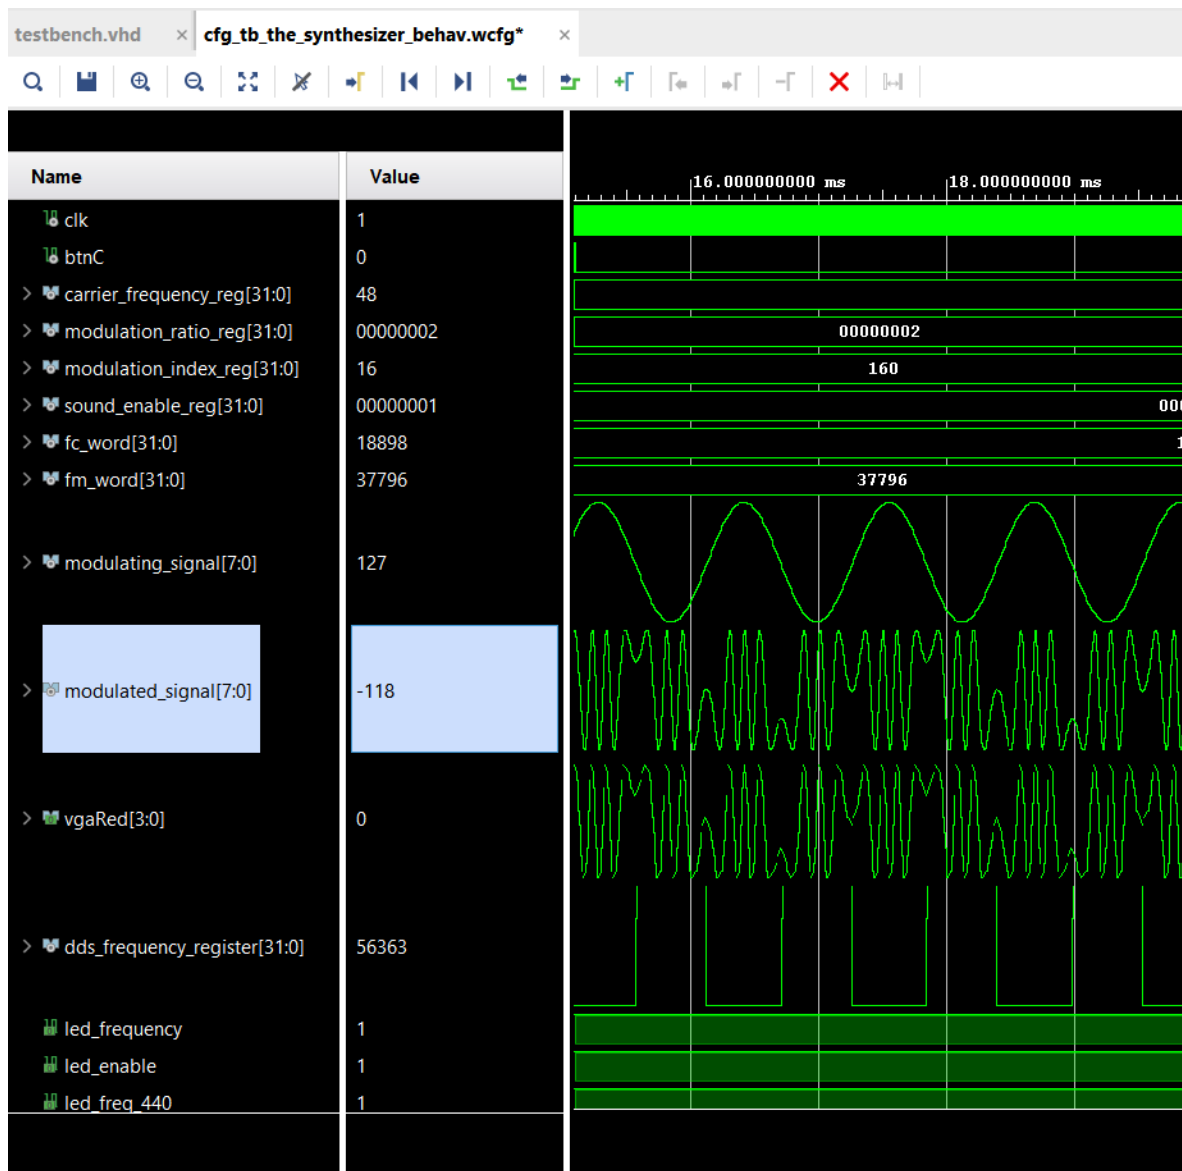 testbench.vhd × cfg_tb_the_synthesizer_behav.wcfg* ×
Name Value
16.000000000 ms 18.000000000 ms
clk 1
btnC 0
carrier_frequency_reg[31:0] 48
modulation_ratio_reg[31:0] 00000002 00000002
modulation_index_reg[31:0] 16 160
sound_enable_reg[31:0] 00000001 000
fc_word[31:0] 18898 1
fm_word[31:0] 37796 37796
modulating_signal[7:0] 127
modulated_signal[7:0] -118
vgaRed[3:0] 0
dds_frequency_register[31:0] 56363
led_frequency 1
led_enable 1
led_freq_440 1